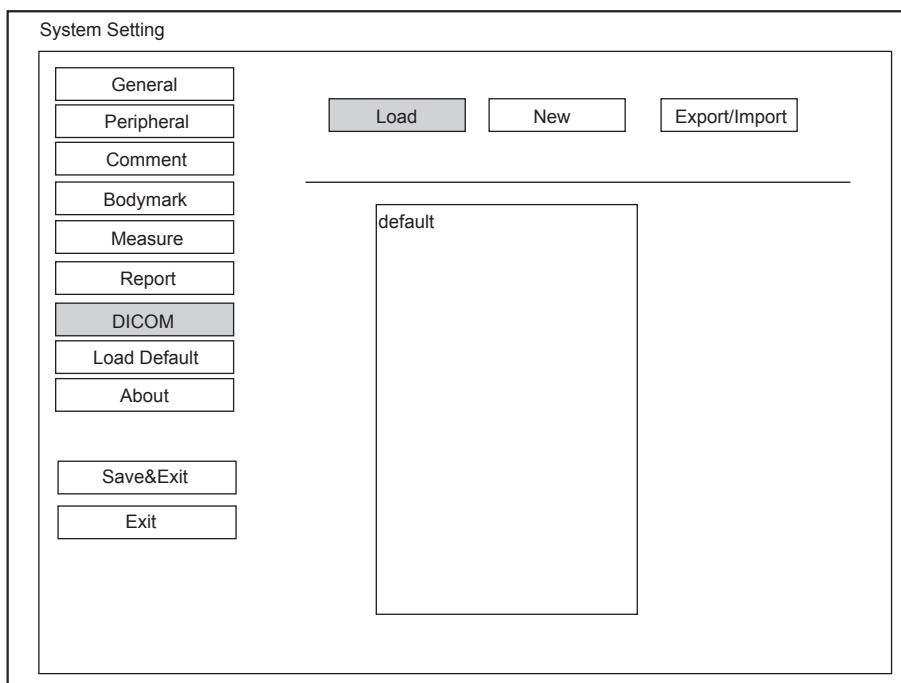 System Setting
General
Peripheral
Comment
Bodymark
Measure
Report
DICOM
Load Default
About
Save&Exit
Exit
Load New Export/Import
default